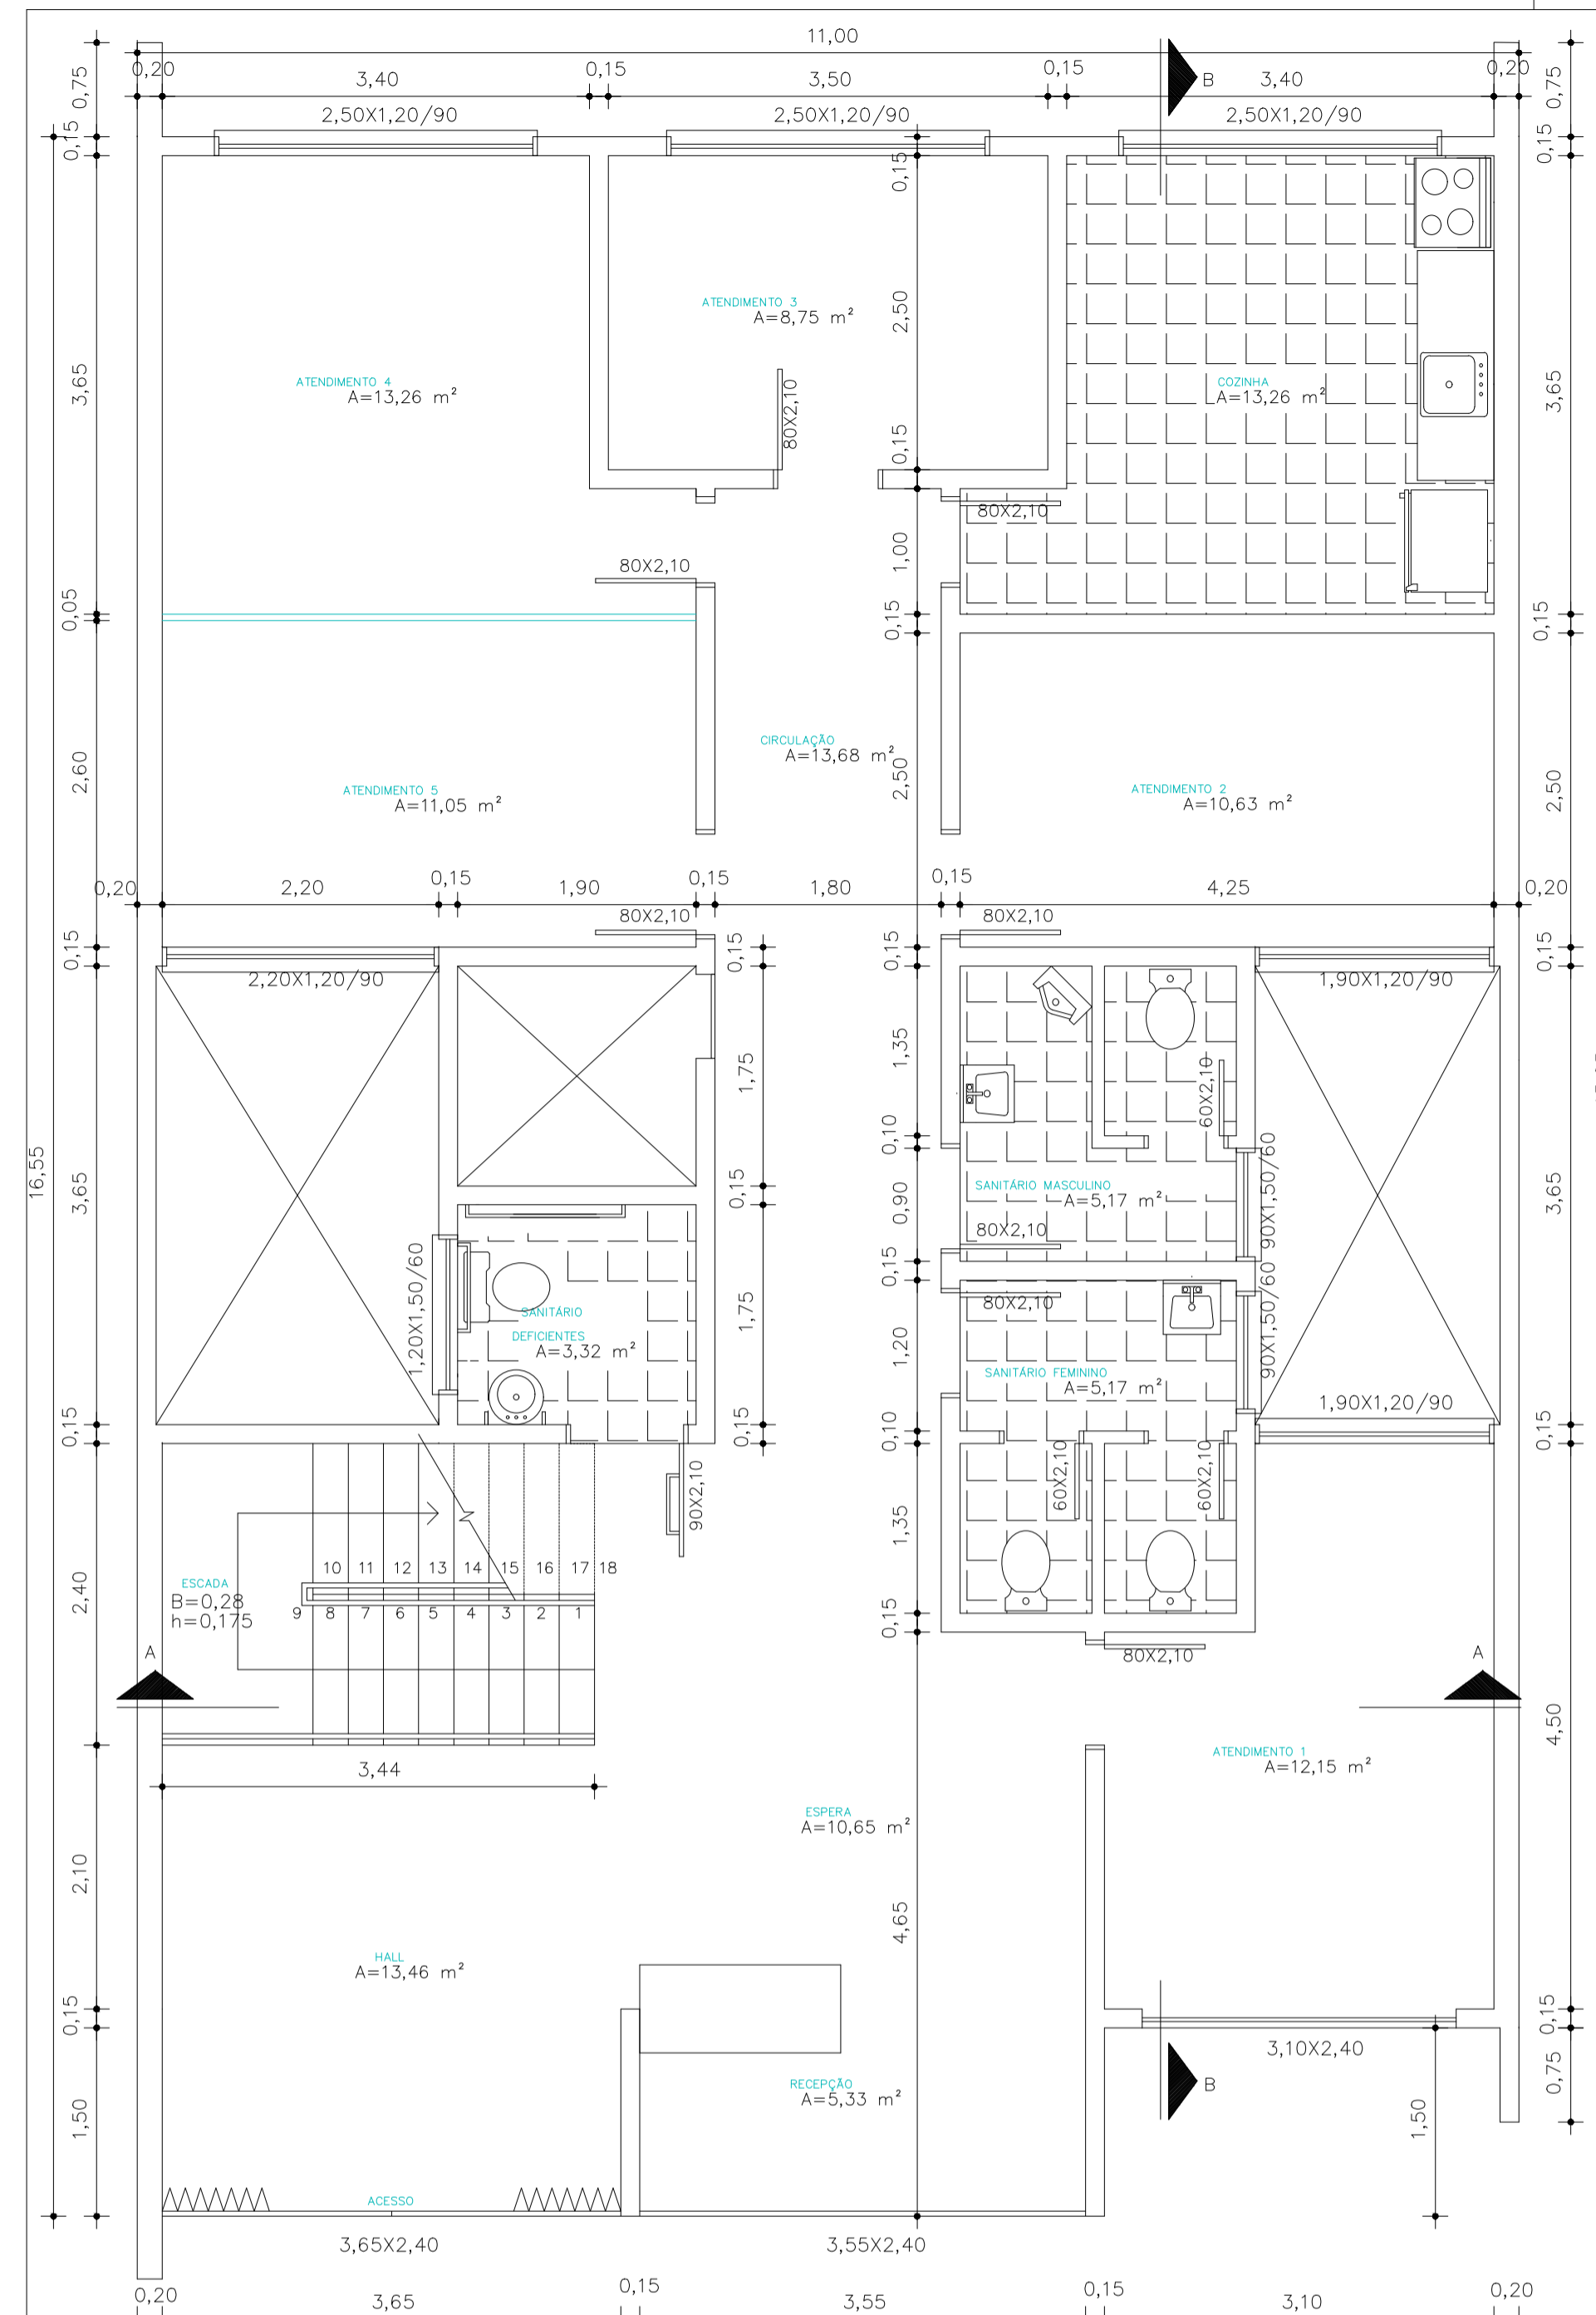 11,00
0,20
3,40
0,15
3,50
0,15
3,40
0,20
B
0,75
0,75
2,50X1,20/90
2,50X1,20/90
2,50X1,20/90
0,15
0,15
0,15
ATENDIMENTO 3
A=8,75 m²
2,50
ATENDIMENTO 4
A=13,26 m²
COZINHA
A=13,26 m²
3,65
3,65
80X2,10
0,15
80X2,10
1,00
80X2,10
0,05
0,15
0,15
CIRCULAÇÃO
A=13,68 m²
2,60
2,50
2,50
ATENDIMENTO 5
A=11,05 m²
ATENDIMENTO 2
A=10,63 m²
0,20
2,20
0,15
1,90
0,15
1,80
0,15
4,25
0,20
80X2,10
80X2,10
0,15
0,15
0,15
0,15
2,20X1,20/90
1,90X1,20/90
1,35
1,75
60X2,10
0,10
16,55
3,65
0,15
0,90
SANITÁRIO MASCULINO
A=5,17 m²
90X1,50/60
3,65
80X2,10
0,15
1,20X1,50/60
80X2,10
SANITÁRIO
DEFICIENTES
A=3,32 m²
1,75
1,20
90X1,50/60
SANITÁRIO FEMININO
A=5,17 m²
1,90X1,20/90
0,15
0,15
0,10
0,15
90X2,10
60X2,10
60X2,10
1,35
10
11
12
13
14
15
16
17
18
ESCADA
B=0,28
h=0,175
2,40
9
8
7
6
5
4
3
2
1
0,15
A
80X2,10
A
4,50
3,44
ATENDIMENTO 1
A=12,15 m²
ESPERA
A=10,65 m²
2,10
4,65
HALL
A=13,46 m²
0,15
0,15
3,10X2,40
B
RECEPÇÃO
A=5,33 m²
0,75
1,50
1,50
ACESSO
3,65X2,40
3,55X2,40
0,20
3,65
0,15
3,55
0,15
3,10
0,20